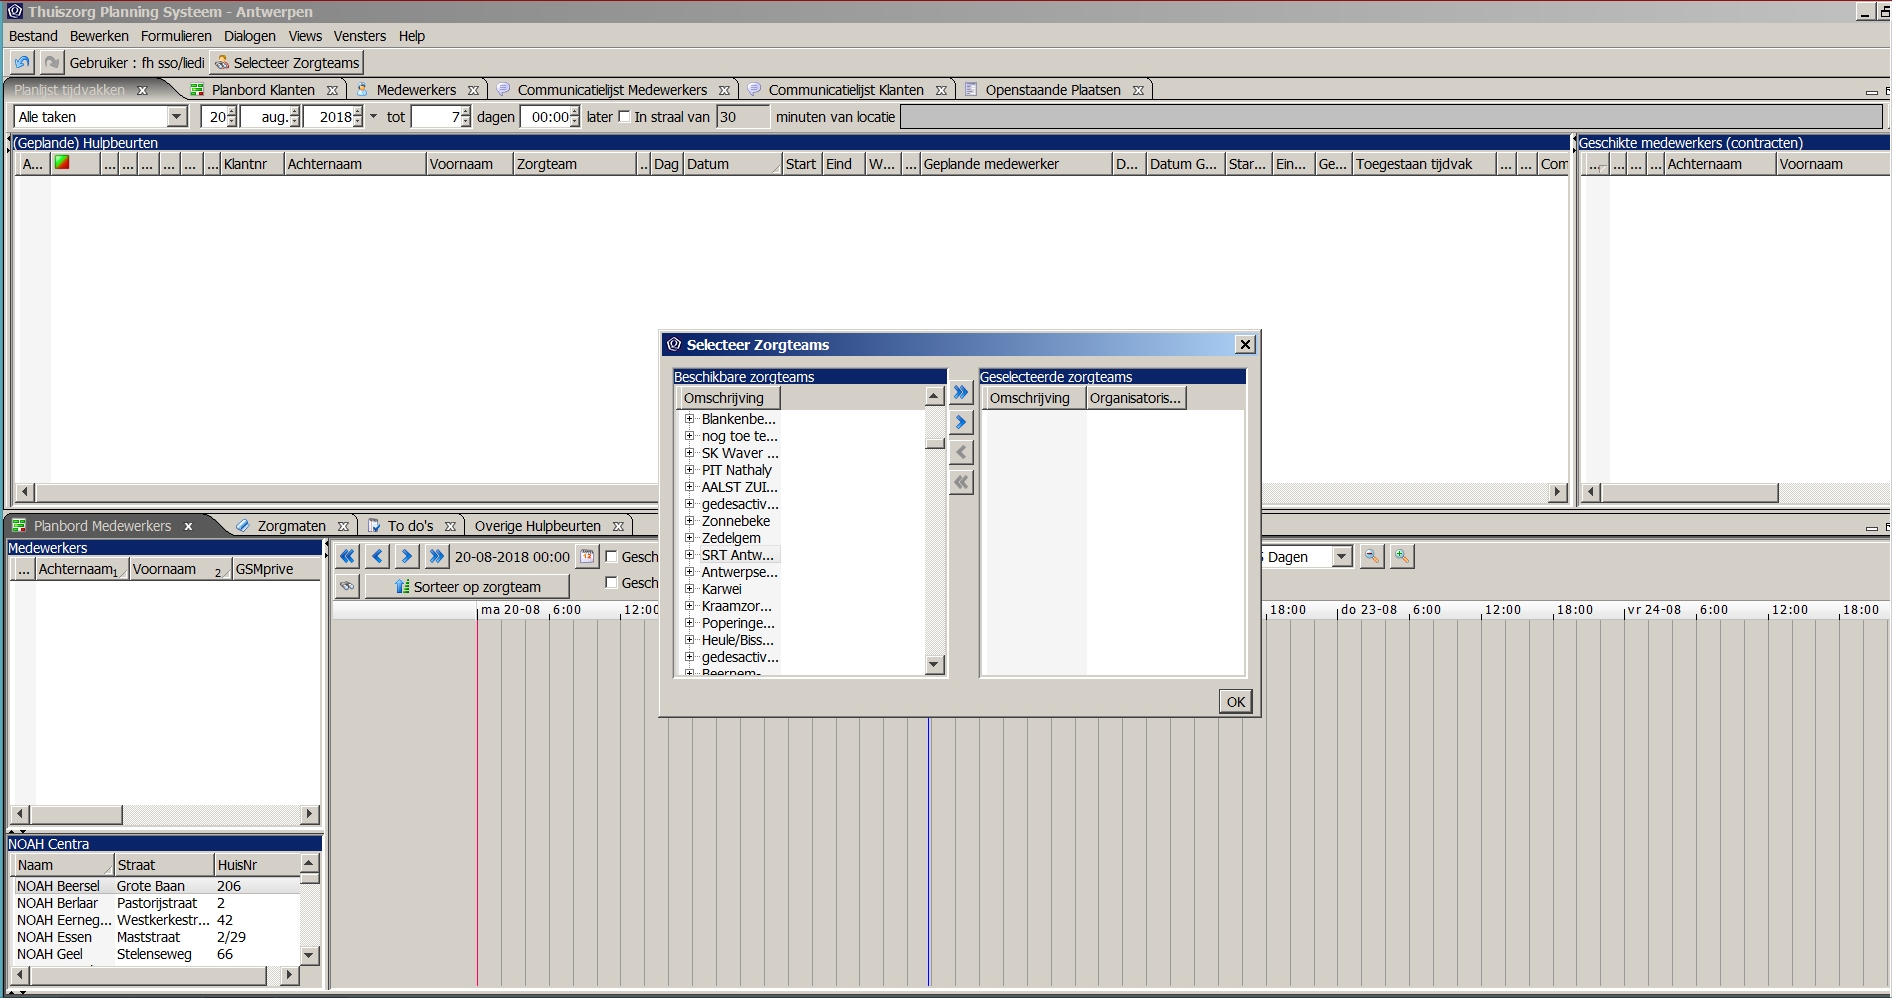 Thuiszorg Planning Systeem - Antwerpen
Bestand Bewerken Formulieren Dialogen Views Vensters Help
Gebruiker : fh sso/liedi Selecteer Zorgteams
Planlijst tijdvakken Planbord Klanten Medewerkers Communicatielijst Medewerkers Communicatielijst Klanten Openstaande Plaatsen
Alle taken 20 aug. 2018 tot 7 dagen 00:00 later In straal van 30 minuten van locatie
(Geplande) Hulpbeurten
A... ... ... ... ... ... ... Klantnr Achternaam Voornaam Zorgteam .. Dag Datum Start Eind W... ... Geplande medewerker D... Datum G... Star... Ein... Ge... Toegestaan tijdvak ... ... Com
Geschikte medewerkers (contracten)
... ... ... ... Achternaam Voornaam
Selecteer Zorgteams
Beschikbare zorgteams
Omschrijving
Blankenbe...
nog toe te...
SK Waver ...
PIT Nathaly
AALST ZUI...
gedesactiv...
Zonnebeke
Zedelgem
SRT Antw...
Antwerpse...
Karwei
Kraamzor...
Poperinge...
Heule/Biss...
gedesactiv...
Beernem-
Geselecteerde zorgteams
Omschrijving Organisatoris...
OK
Planbord Medewerkers Zorgmaten To do's Overige Hulpbeurten
Medewerkers
... Achternaam 1 Voornaam 2 GSMprive
20-08-2018 00:00 Gesch
Dagen
Sorteer op zorgteam Gesch
ma 20-08 6:00 12:00 18:00 do 23-08 6:00 12:00 18:00 vr 24-08 6:00 12:00 18:00
NOAH Centra
Naam Straat HuisNr
NOAH Beersel Grote Baan 206
NOAH Berlaar Pastorijstraat 2
NOAH Eerneg... Westkerkestr... 42
NOAH Essen Maststraat 2/29
NOAH Geel Stelenseweg 66